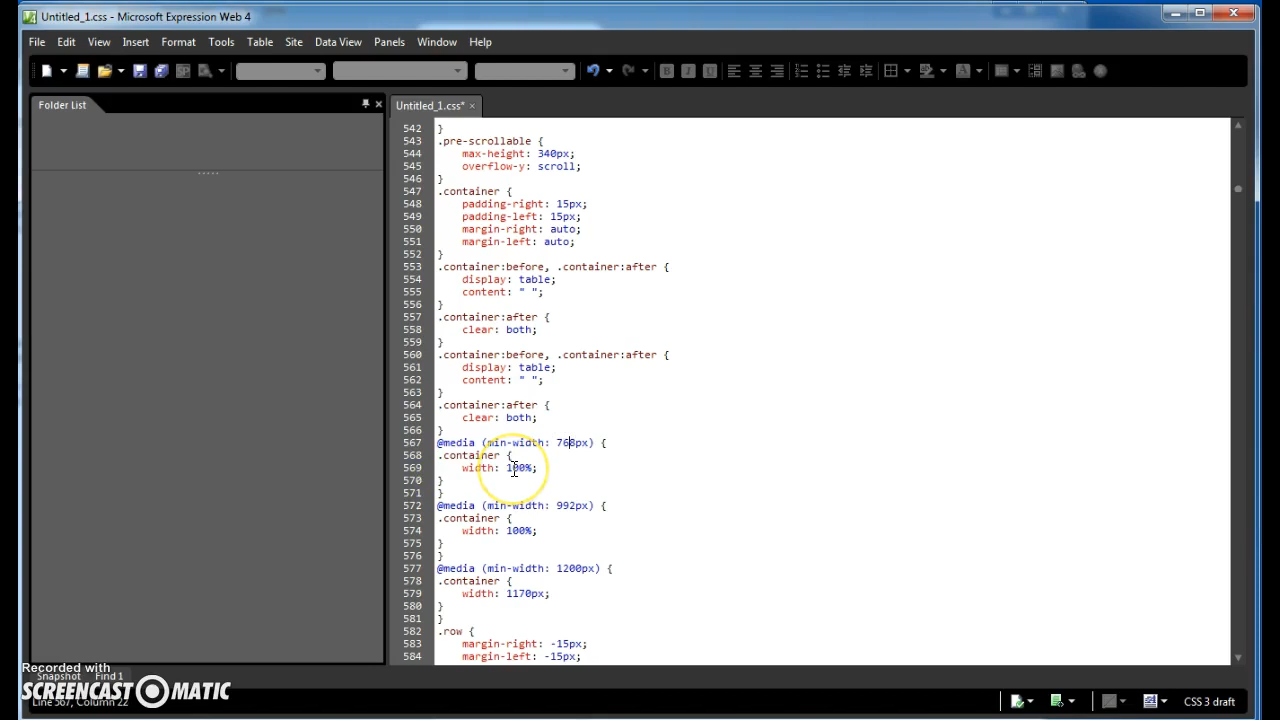 Untitled_1.css - Microsoft Expression Web 4
File Edit View Insert Format Tools Table Site Data View Panels Window Help
Folder List
Untitled_1.css*
542 }
543 .pre-scrollable {
544 max-height: 340px;
545 overflow-y: scroll;
546 }
547 .container {
548 padding-right: 15px;
549 padding-left: 15px;
550 margin-right: auto;
551 margin-left: auto;
552 }
553 .container:before, .container:after {
554 display: table;
555 content: " ";
556 }
557 .container:after {
558 clear: both;
559 }
560 .container:before, .container:after {
561 display: table;
562 content: " ";
563 }
564 .container:after {
565 clear: both;
566 }
567 @media (min-width: 768px) {
568 .container {
569 width: 100%;
570 }
571 }
572 @media (min-width: 992px) {
573 .container {
574 width: 100%;
575 }
576 }
577 @media (min-width: 1200px) {
578 .container {
579 width: 1170px;
580 }
581 }
582 .row {
583 margin-right: -15px;
584 margin-left: -15px;
Recorded with
Snapshot Find 1
SCREENCAST MATIC
Line 567, Column 22
CSS 3 draft